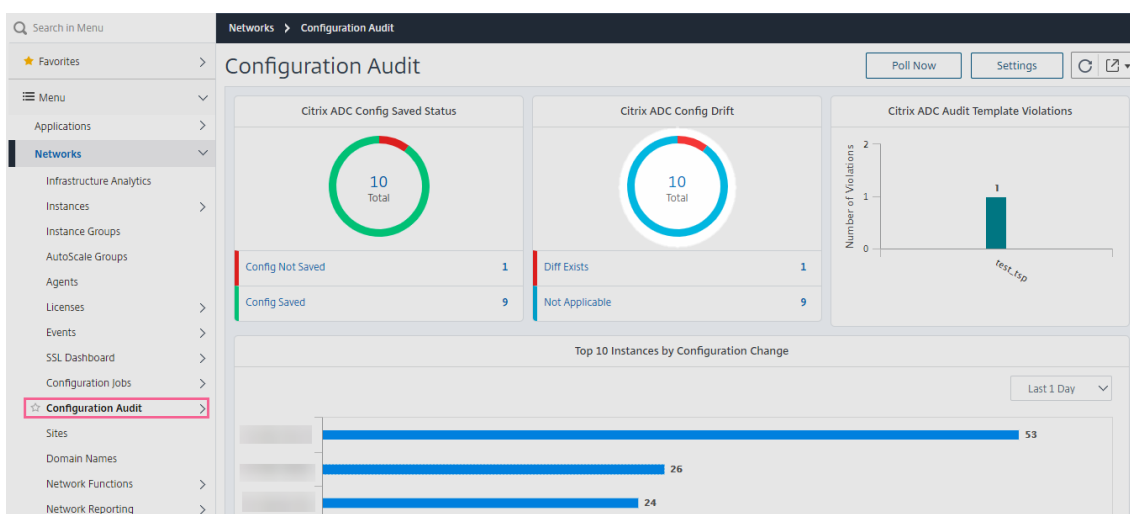 Search in Menu
Favorites
Menu
Applications
Networks
Infrastructure Analytics
Instances
Instance Groups
AutoScale Groups
Agents
Licenses
Events
SSL Dashboard
Configuration Jobs
Configuration Audit
Sites
Domain Names
Network Functions
Network Reporting
Networks > Configuration Audit
Configuration Audit
Poll Now Settings
Citrix ADC Config Saved Status
10
Total
Config Not Saved 1
Config Saved 9
Citrix ADC Config Drift
10
Total
Diff Exists 1
Not Applicable 9
Citrix ADC Audit Template Violations
Number of Violations
2
1
0
1
test_tsp
Top 10 Instances by Configuration Change
Last 1 Day
53
26
24